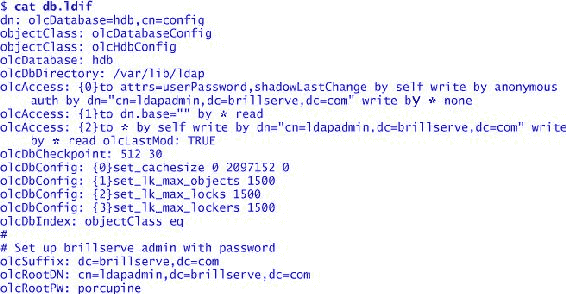 $ cat db.ldif
dn: olcDatabase=hdb,cn=config
objectClass: olcDatabaseConfig
objectClass: olcHdbConfig
olcDatabase: hdb
olcDbDirectory: /var/lib/ldap
olcAccess: {0}to attrs=userPassword,shadowLastChange by self write by anonymous
auth by dn="cn=ldapadmin,dc=brillserve,dc=com" write by * none
olcAccess: {1}to dn.base="" by * read
olcAccess: {2}to * by self write by dn="cn=ldapadmin,dc=brillserve,dc=com" write
by * read olcLastMod: TRUE
olcDbCheckpoint: 512 30
olcDbConfig: {0}set_cachesize 0 2097152 0
olcDbConfig: {1}set_lk_max_objects 1500
olcDbConfig: {2}set_lk_max_locks 1500
olcDbConfig: {3}set_lk_max_lockers 1500
olcDbIndex: objectClass eq
#
# Set up brillserve admin with password
olcSuffix: dc=brillserve,dc=com
olcRootDN: cn=ldapadmin,dc=brillserve,dc=com
olcRootPW: porcupine